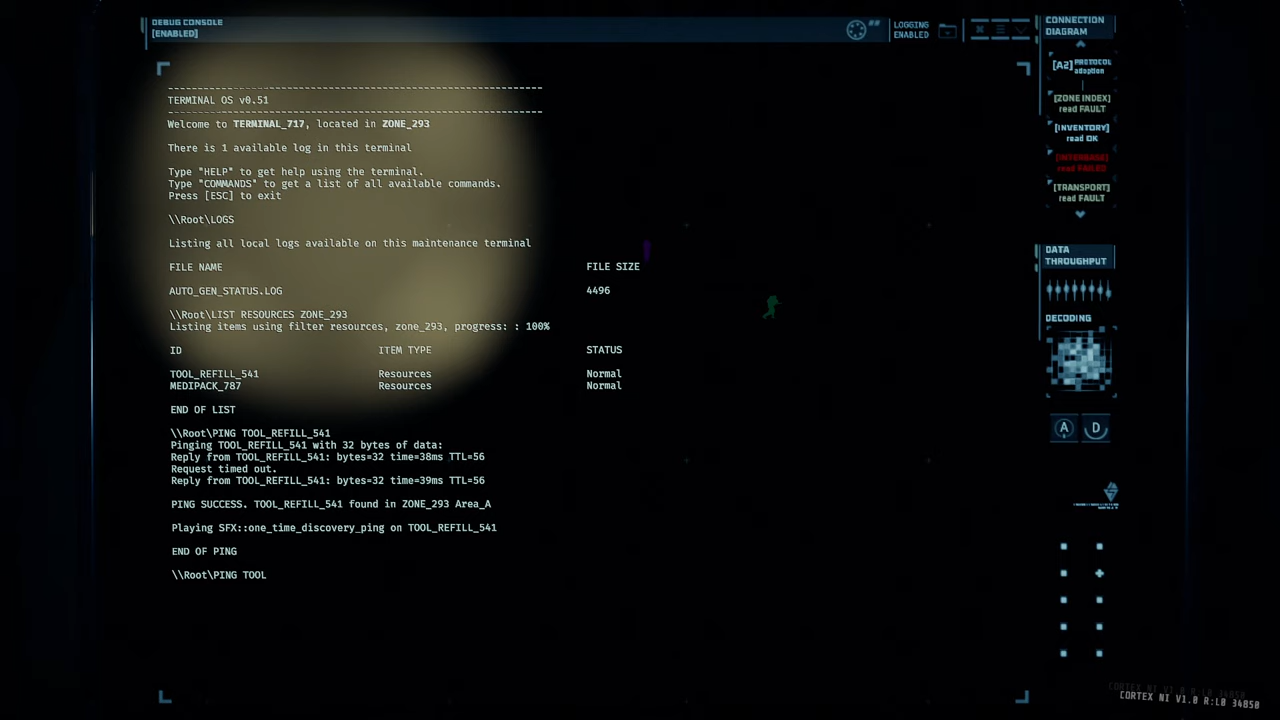 DEBUG CONSOLE
[ENABLED]
LOGGING
ENABLED
------------------------------------------------------------
TERMINAL OS v0.51
------------------------------------------------------------
Welcome to TERMINAL_717, located in ZONE_293
There is 1 available log in this terminal
Type "HELP" to get help using the terminal.
Type "COMMANDS" to get a list of all available commands.
Press [ESC] to exit
\\Root\LOGS
Listing all local logs available on this maintenance terminal
FILE NAME FILE SIZE
AUTO_GEN_STATUS.LOG 4496
\\Root\LIST RESOURCES ZONE_293
Listing items using filter resources, zone_293, progress: : 100%
ID ITEM TYPE STATUS
TOOL_REFILL_541 Resources Normal
MEDIPACK_787 Resources Normal
END OF LIST
\\Root\PING TOOL_REFILL_541
Pinging TOOL_REFILL_541 with 32 bytes of data:
Reply from TOOL_REFILL_541: bytes=32 time=38ms TTL=56
Request timed out.
Reply from TOOL_REFILL_541: bytes=32 time=39ms TTL=56
PING SUCCESS. TOOL_REFILL_541 found in ZONE_293 Area_A
Playing SFX::one_time_discovery_ping on TOOL_REFILL_541
END OF PING
\\Root\PING TOOL
CONNECTION
DIAGRAM
[A2] PROTOCOL
adoption
[ZONE INDEX]
read FAULT
[INVENTORY]
read OK
[INTERBASE]
read FAILED
[TRANSPORT]
read FAULT
DATA
THROUGHPUT
DECODING
A D
CORTEX NI V1.0 R:L0 34850